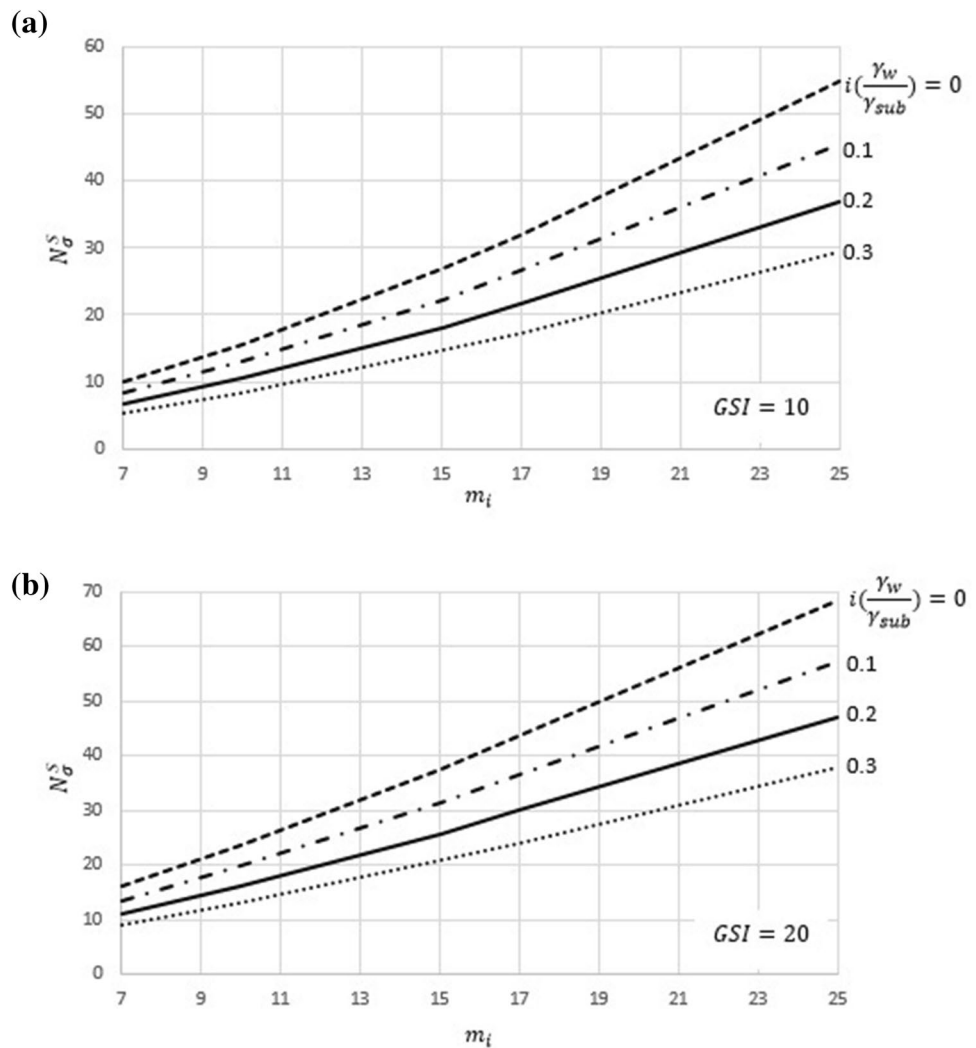 (a)
60
50
40
30
20
10
0
N_σ^S
i(γ_w/γ_sub) = 0
0.1
0.2
0.3
GSI = 10
7 9 11 13 15 17 19 21 23 25
m_i
(b)
70
60
50
40
30
20
10
0
N_σ^S
i(γ_w/γ_sub) = 0
0.1
0.2
0.3
GSI = 20
7 9 11 13 15 17 19 21 23 25
m_i